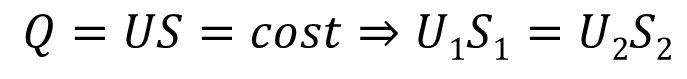 Q = US = cost ⇒ U₁S₁ = U₂S₂